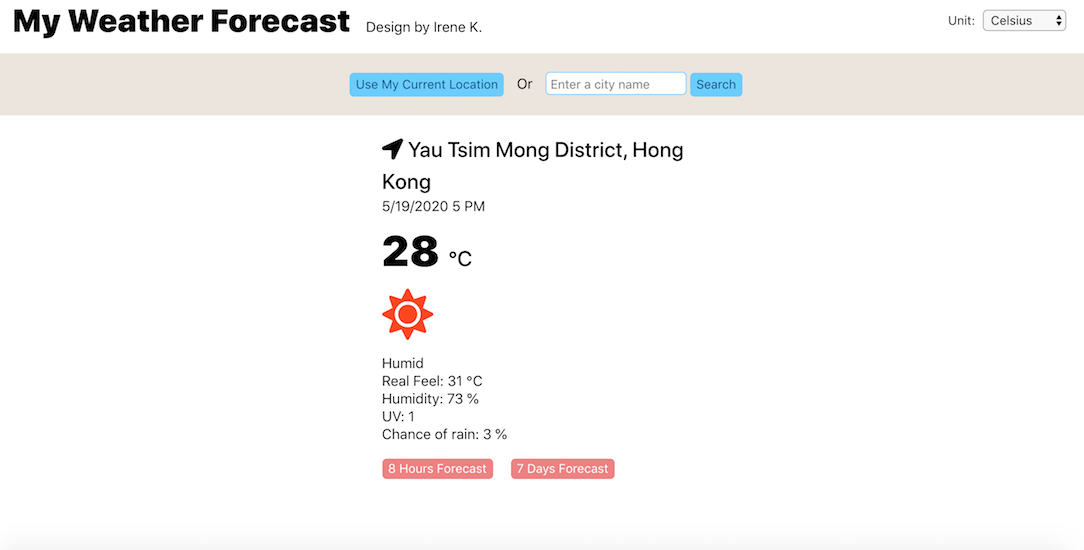 My Weather Forecast Design by Irene K. Unit: Celsius
Use My Current Location Or Enter a city name Search
Yau Tsim Mong District, Hong
Kong
5/19/2020 5 PM
28 °C
Humid
Real Feel: 31 °C
Humidity: 73 %
UV: 1
Chance of rain: 3 %
8 Hours Forecast 7 Days Forecast